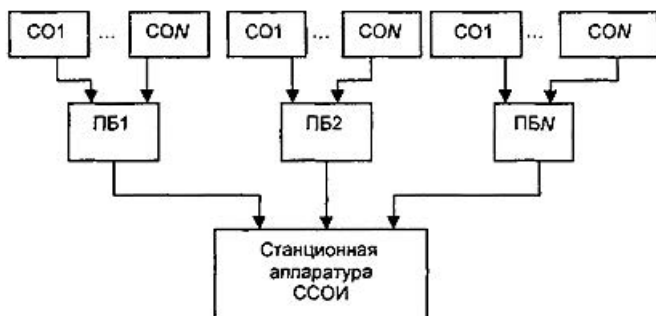 СО1 ... СОN СО1 ... СОN СО1 ... СОN
ПБ1 ПБ2 ПБN
Станционная
аппаратура
ССОИ